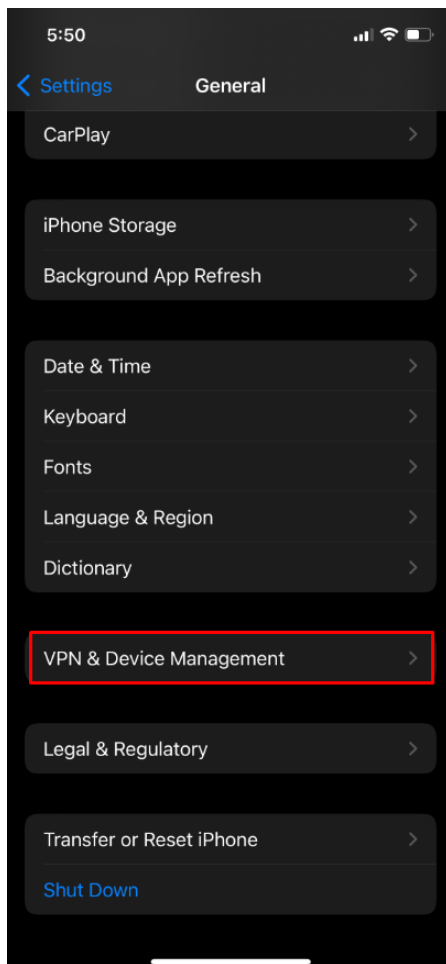 5:50
Settings
General
CarPlay
iPhone Storage
Background App Refresh
Date & Time
Keyboard
Fonts
Language & Region
Dictionary
VPN & Device Management
Legal & Regulatory
Transfer or Reset iPhone
Shut Down